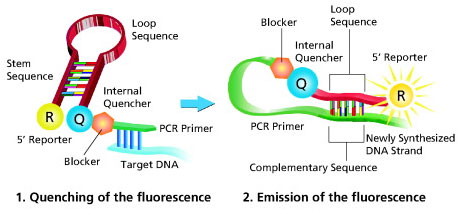 Loop
Sequence
Stem
Sequence
Internal
Quencher
R
Q
5' Reporter
PCR Primer
Blocker
Target DNA
1. Quenching of the fluorescence
Loop
Sequence
Blocker
Internal
Quencher
5' Reporter
Q
R
PCR Primer
Newly Synthesized
DNA Strand
Complementary Sequence
2. Emission of the fluorescence